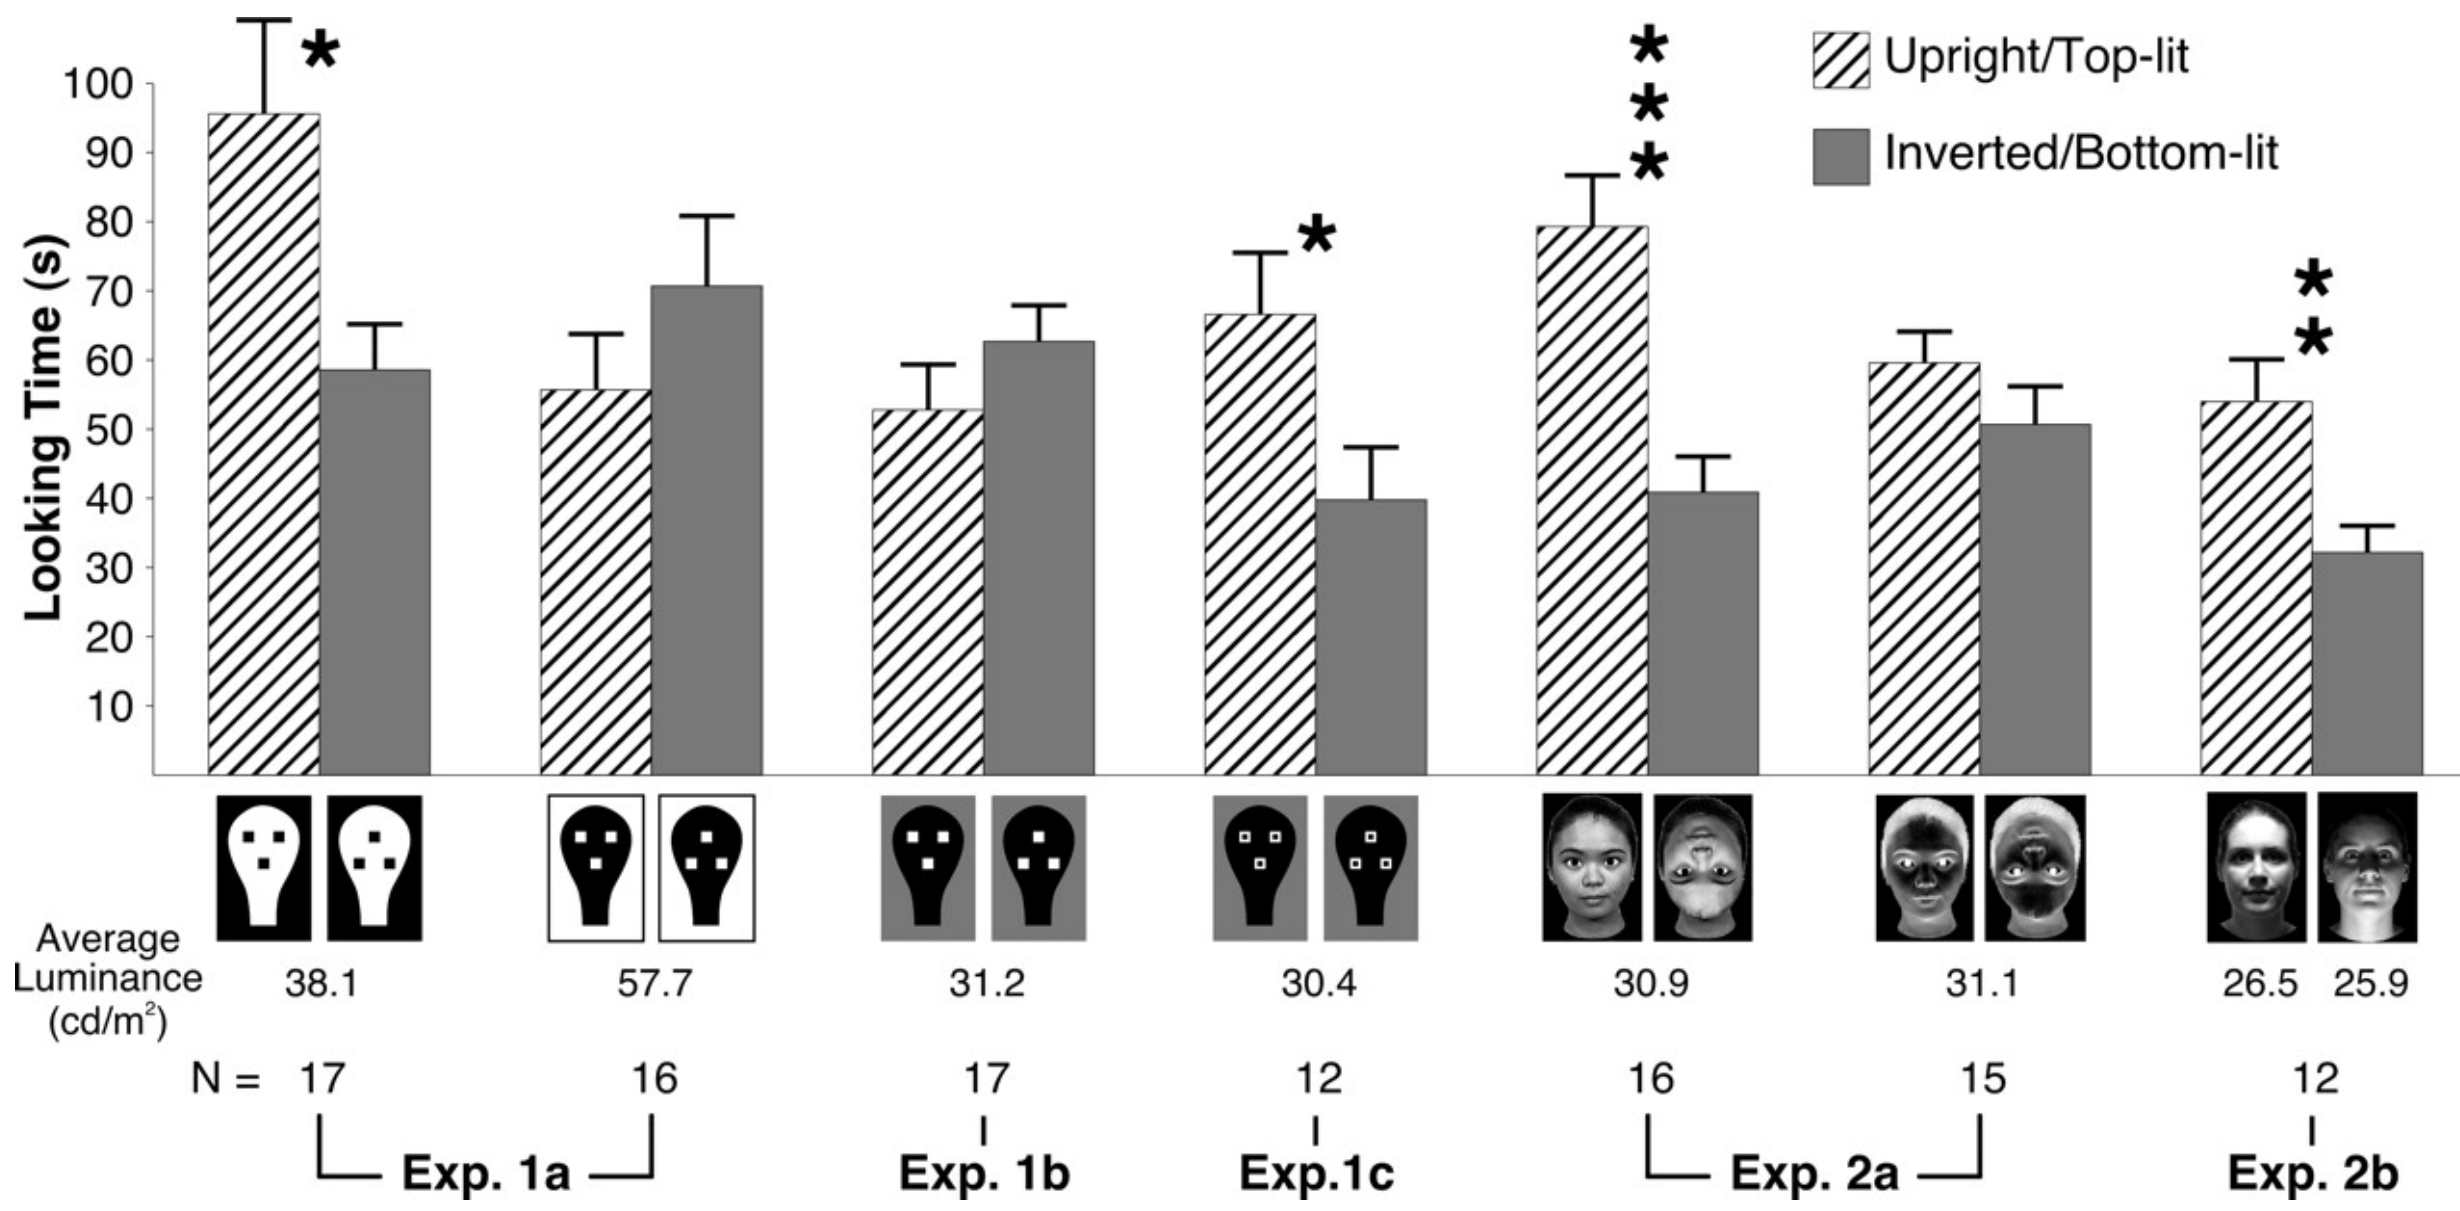 * 
*
*
*
*
*
*
Upright/Top-lit
Inverted/Bottom-lit
Looking Time (s)
100
90
80
70
60
50
40
30
20
10
Average
Luminance
(cd/m²)
38.1 57.7 31.2 30.4 30.9 31.1 26.5 25.9
N = 17 16 17 12 16 15 12
Exp. 1a Exp. 1b Exp.1c Exp. 2a Exp. 2b